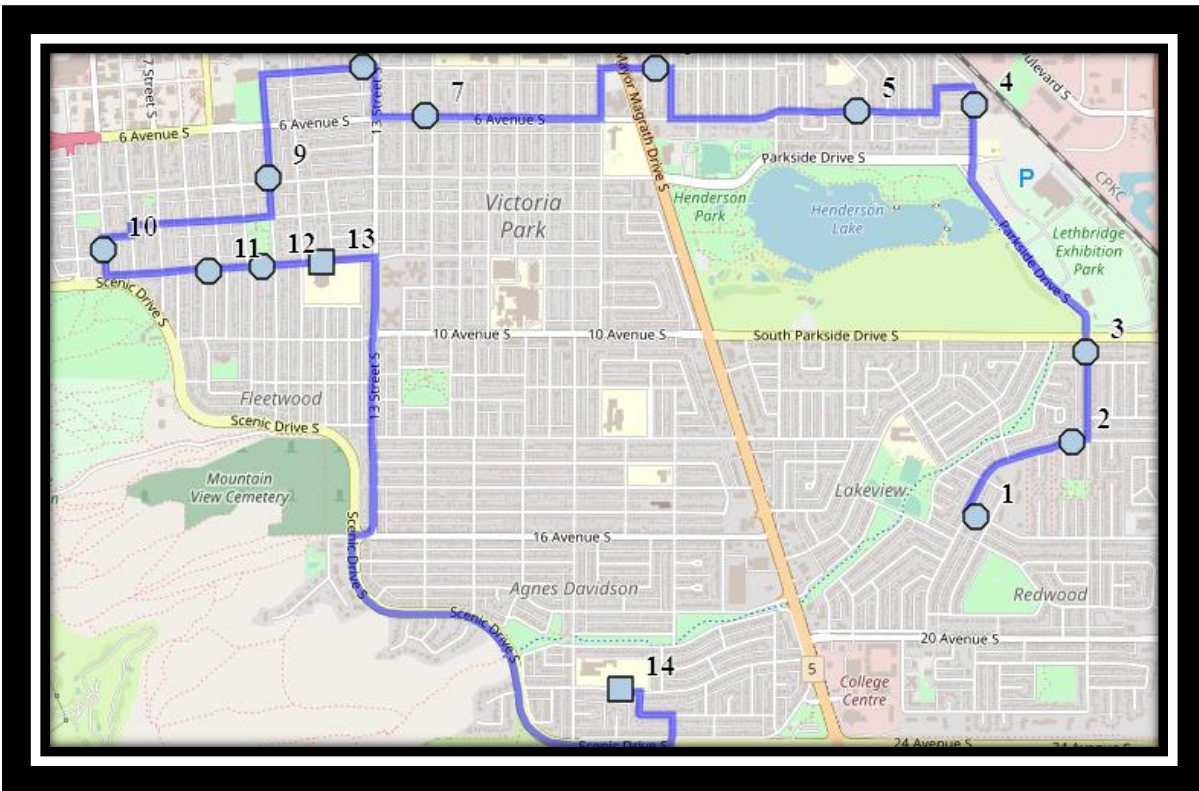 7 Street S
13 Street S
Mayor Magrath Drive S
7
5
4
6 Avenue S
6 Avenue S
6 Avenue S
9
Parkside Drive S
P
CPKC
Victoria
Park
Henderson
Park
Henderson
Lake
Lethbridge
Exhibition
Park
Parkside Drive S
10
11
12
13
Scenic Drive S
10 Avenue S
10 Avenue S
South Parkside Drive S
3
13 Street S
Fleetwood
Scenic Drive S
2
Mountain
View Cemetery
Lakeview
1
16 Avenue S
Scenic Drive S
Agnes Davidson
Redwood
Scenic Drive S
20 Avenue S
14
5
College
Centre
Scenic Drive S
24 Avenue S
24 Avenue S